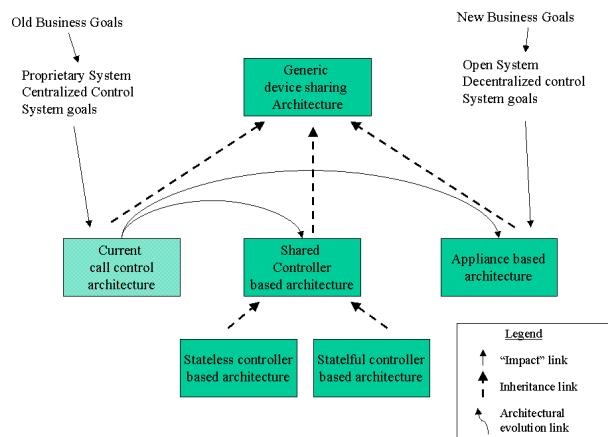 Old Business Goals
New Business Goals
Proprietary System
Centralized Control
System goals
Generic
device sharing
Architecture
Open System
Decentralized control
System goals
Current
call control
architecture
Shared
Controller
based architecture
Appliance based
architecture
Stateless controller
based architecture
Statelful controller
based architecture
Legend
“Impact” link
Inheritance link
Architectural
evolution link